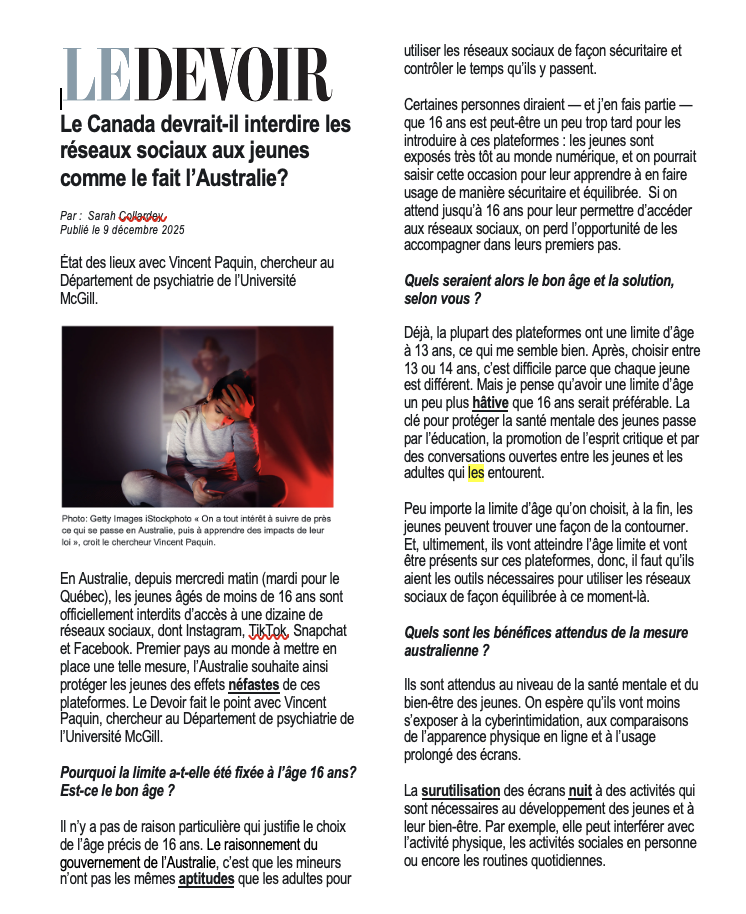 LE DEVOIR
Le Canada devrait-il interdire les
réseaux sociaux aux jeunes
comme le fait l’Australie?
Par : Sarah Collardey
Publié le 9 décembre 2025
État des lieux avec Vincent Paquin, chercheur au
Département de psychiatrie de l’Université
McGill.
Photo: Getty Images iStockphoto « On a tout intérêt à suivre de près
ce qui se passe en Australie, puis à apprendre des impacts de leur
loi », croit le chercheur Vincent Paquin.
En Australie, depuis mercredi matin (mardi pour le
Québec), les jeunes âgés de moins de 16 ans sont
officiellement interdits d’accès à une dizaine de
réseaux sociaux, dont Instagram, TikTok, Snapchat
et Facebook. Premier pays au monde à mettre en
place une telle mesure, l’Australie souhaite ainsi
protéger les jeunes des effets néfastes de ces
plateformes. Le Devoir fait le point avec Vincent
Paquin, chercheur au Département de psychiatrie de
l’Université McGill.
Pourquoi la limite a-t-elle été fixée à l’âge 16 ans?
Est-ce le bon âge ?
Il n’y a pas de raison particulière qui justifie le choix
de l’âge précis de 16 ans. Le raisonnement du
gouvernement de l’Australie, c’est que les mineurs
n’ont pas les mêmes aptitudes que les adultes pour
utiliser les réseaux sociaux de façon sécuritaire et
contrôler le temps qu’ils y passent.
Certaines personnes diraient — et j’en fais partie —
que 16 ans est peut-être un peu trop tard pour les
introduire à ces plateformes : les jeunes sont
exposés très tôt au monde numérique, et on pourrait
saisir cette occasion pour leur apprendre à en faire
usage de manière sécuritaire et équilibrée. Si on
attend jusqu’à 16 ans pour leur permettre d’accéder
aux réseaux sociaux, on perd l’opportunité de les
accompagner dans leurs premiers pas.
Quels seraient alors le bon âge et la solution,
selon vous ?
Déjà, la plupart des plateformes ont une limite d’âge
à 13 ans, ce qui me semble bien. Après, choisir entre
13 ou 14 ans, c’est difficile parce que chaque jeune
est différent. Mais je pense qu’avoir une limite d’âge
un peu plus hâtive que 16 ans serait préférable. La
clé pour protéger la santé mentale des jeunes passe
par l’éducation, la promotion de l’esprit critique et par
des conversations ouvertes entre les jeunes et les
adultes qui les entourent.
Peu importe la limite d’âge qu’on choisit, à la fin, les
jeunes peuvent trouver une façon de la contourner.
Et, ultimement, ils vont atteindre l’âge limite et vont
être présents sur ces plateformes, donc, il faut qu’ils
aient les outils nécessaires pour utiliser les réseaux
sociaux de façon équilibrée à ce moment-là.
Quels sont les bénéfices attendus de la mesure
australienne ?
Ils sont attendus au niveau de la santé mentale et du
bien-être des jeunes. On espère qu’ils vont moins
s’exposer à la cyberintimidation, aux comparaisons
de l’apparence physique en ligne et à l’usage
prolongé des écrans.
La surutilisation des écrans nuit à des activités qui
sont nécessaires au développement des jeunes et à
leur bien-être. Par exemple, elle peut interférer avec
l’activité physique, les activités sociales en personne
ou encore les routines quotidiennes.